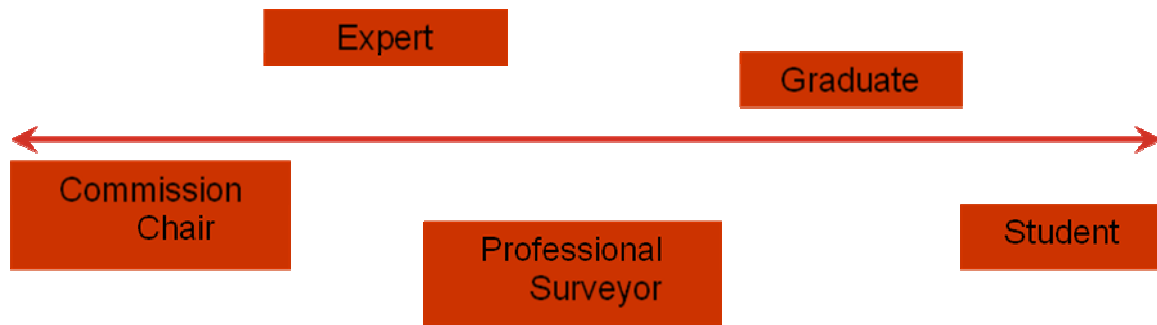 Expert
Graduate
Commission
Chair
Professional
Surveyor
Student